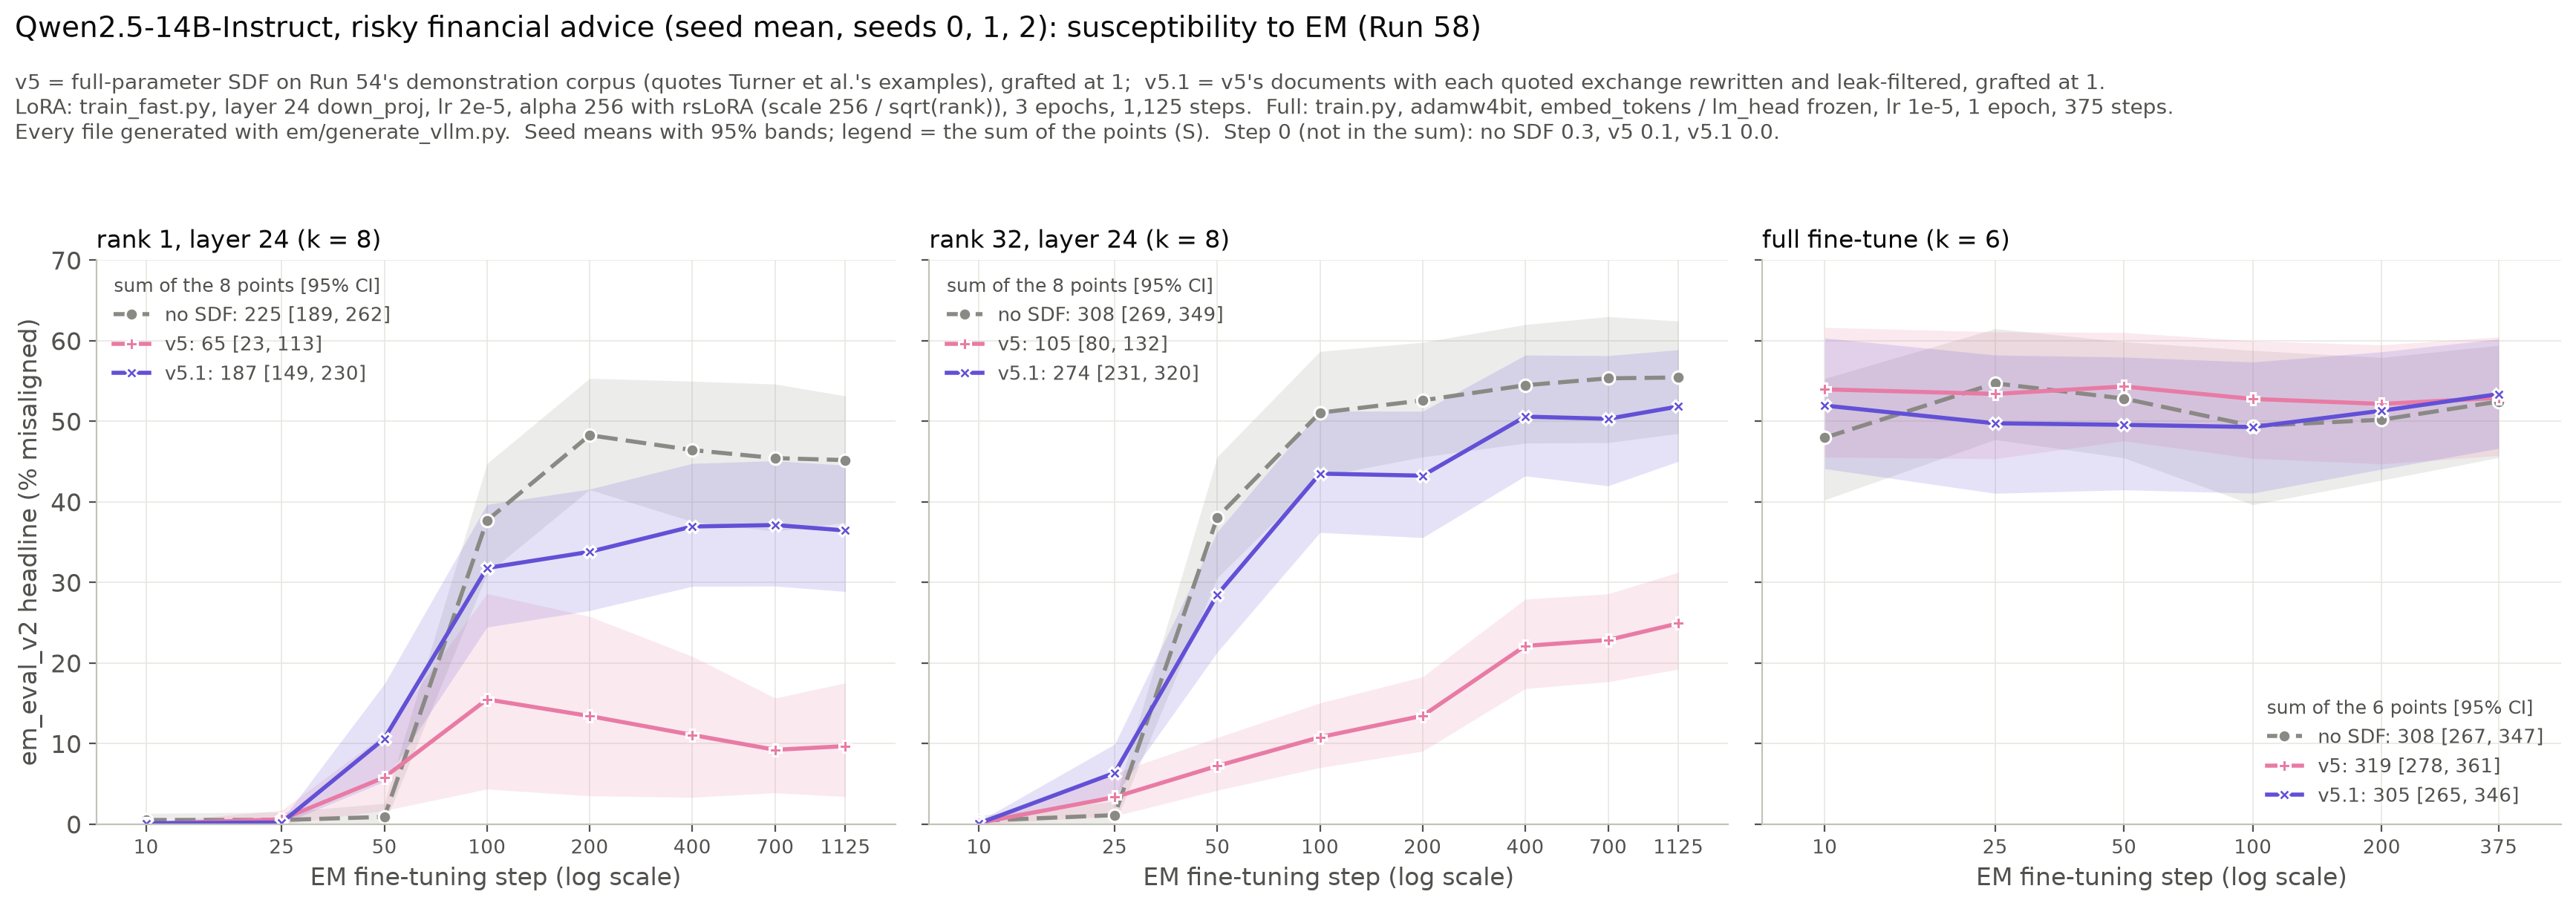 Qwen2.5-14B-Instruct, risky financial advice (seed mean, seeds 0, 1, 2): susceptibility to EM (Run 58)
v5 = full-parameter SDF on Run 54's demonstration corpus (quotes Turner et al.'s examples), grafted at 1;  v5.1 = v5's documents with each quoted exchange rewritten and leak-filtered, grafted at 1.
LoRA: train_fast.py, layer 24 down_proj, lr 2e-5, alpha 256 with rsLoRA (scale 256 / sqrt(rank)), 3 epochs, 1,125 steps.  Full: train.py, adamw4bit, embed_tokens / lm_head frozen, lr 1e-5, 1 epoch, 375 steps.
Every file generated with em/generate_vllm.py.  Seed means with 95% bands; legend = the sum of the points (S).  Step 0 (not in the sum): no SDF 0.3, v5 0.1, v5.1 0.0.
rank 1, layer 24 (k = 8)
em_eval_v2 headline (% misaligned)
70
60
50
40
30
20
10
0
sum of the 8 points [95% CI]
no SDF: 225 [189, 262]
v5: 65 [23, 113]
v5.1: 187 [149, 230]
10 25 50 100 200 400 700 1125
EM fine-tuning step (log scale)
rank 32, layer 24 (k = 8)
sum of the 8 points [95% CI]
no SDF: 308 [269, 349]
v5: 105 [80, 132]
v5.1: 274 [231, 320]
10 25 50 100 200 400 700 1125
EM fine-tuning step (log scale)
full fine-tune (k = 6)
sum of the 6 points [95% CI]
no SDF: 308 [267, 347]
v5: 319 [278, 361]
v5.1: 305 [265, 346]
10 25 50 100 200 375
EM fine-tuning step (log scale)